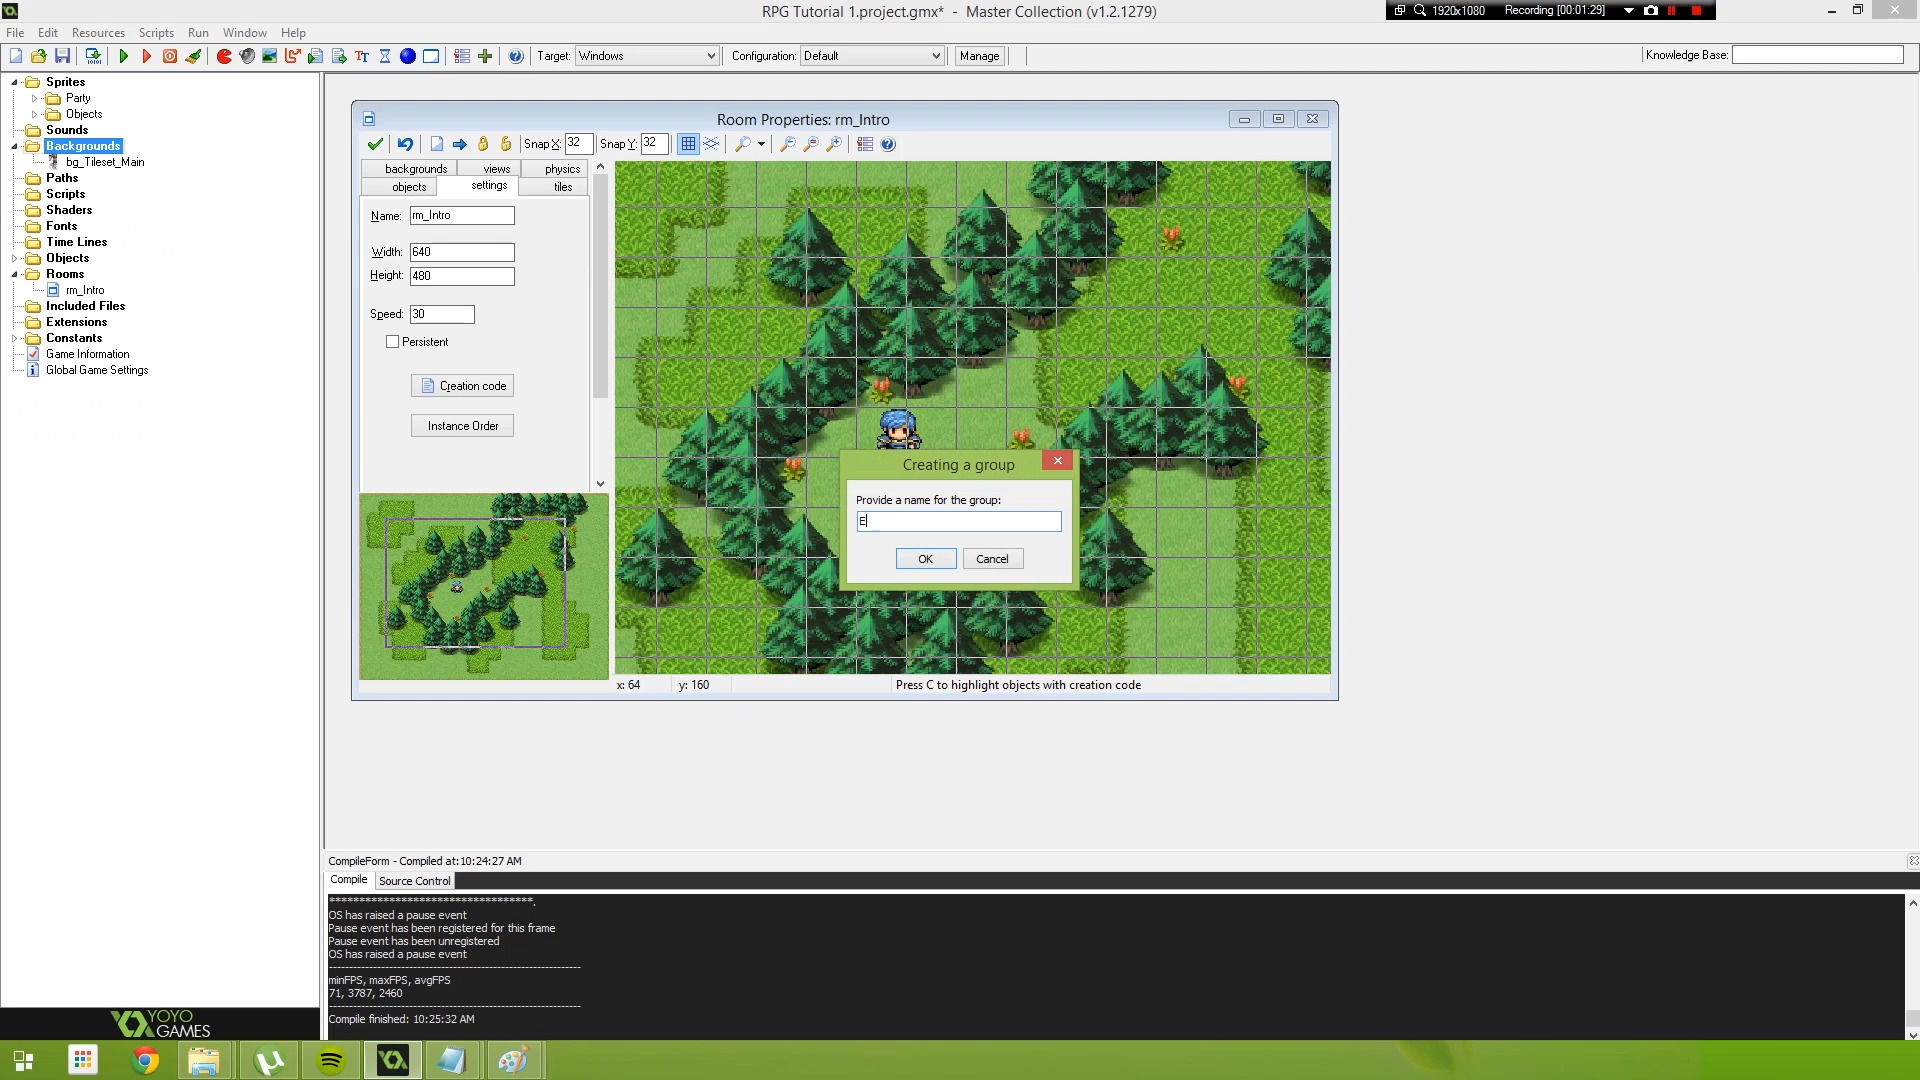 RPG Tutorial 1.project.gmx* - Master Collection (v1.2.1279)
1920x1080 Recording [00:01:29]
File Edit Resources Scripts Run Window Help
Target: Windows Configuration: Default Manage Knowledge Base:
Sprites
Party
Objects
Sounds
Backgrounds
bg_Tileset_Main
Paths
Scripts
Shaders
Fonts
Time Lines
Objects
Rooms
rm_Intro
Included Files
Extensions
Constants
Game Information
Global Game Settings
Room Properties: rm_Intro
Snap X: 32 Snap Y: 32
backgrounds views physics
objects settings tiles
Name: rm_Intro
Width: 640
Height: 480
Speed: 30
Persistent
Creation code
Instance Order
Creating a group
Provide a name for the group:
E
OK Cancel
x: 64 y: 160 Press C to highlight objects with creation code
CompileForm - Compiled at:10:24:27 AM
Compile Source Control
***********************************.
OS has raised a pause event
Pause event has been registered for this frame
Pause event has been unregistered
OS has raised a pause event
---------------------------------------------------------------
minFPS, maxFPS, avgFPS
71, 3787, 2460
---------------------------------------------------------------
Compile finished: 10:25:32 AM
YOYO
GAMES